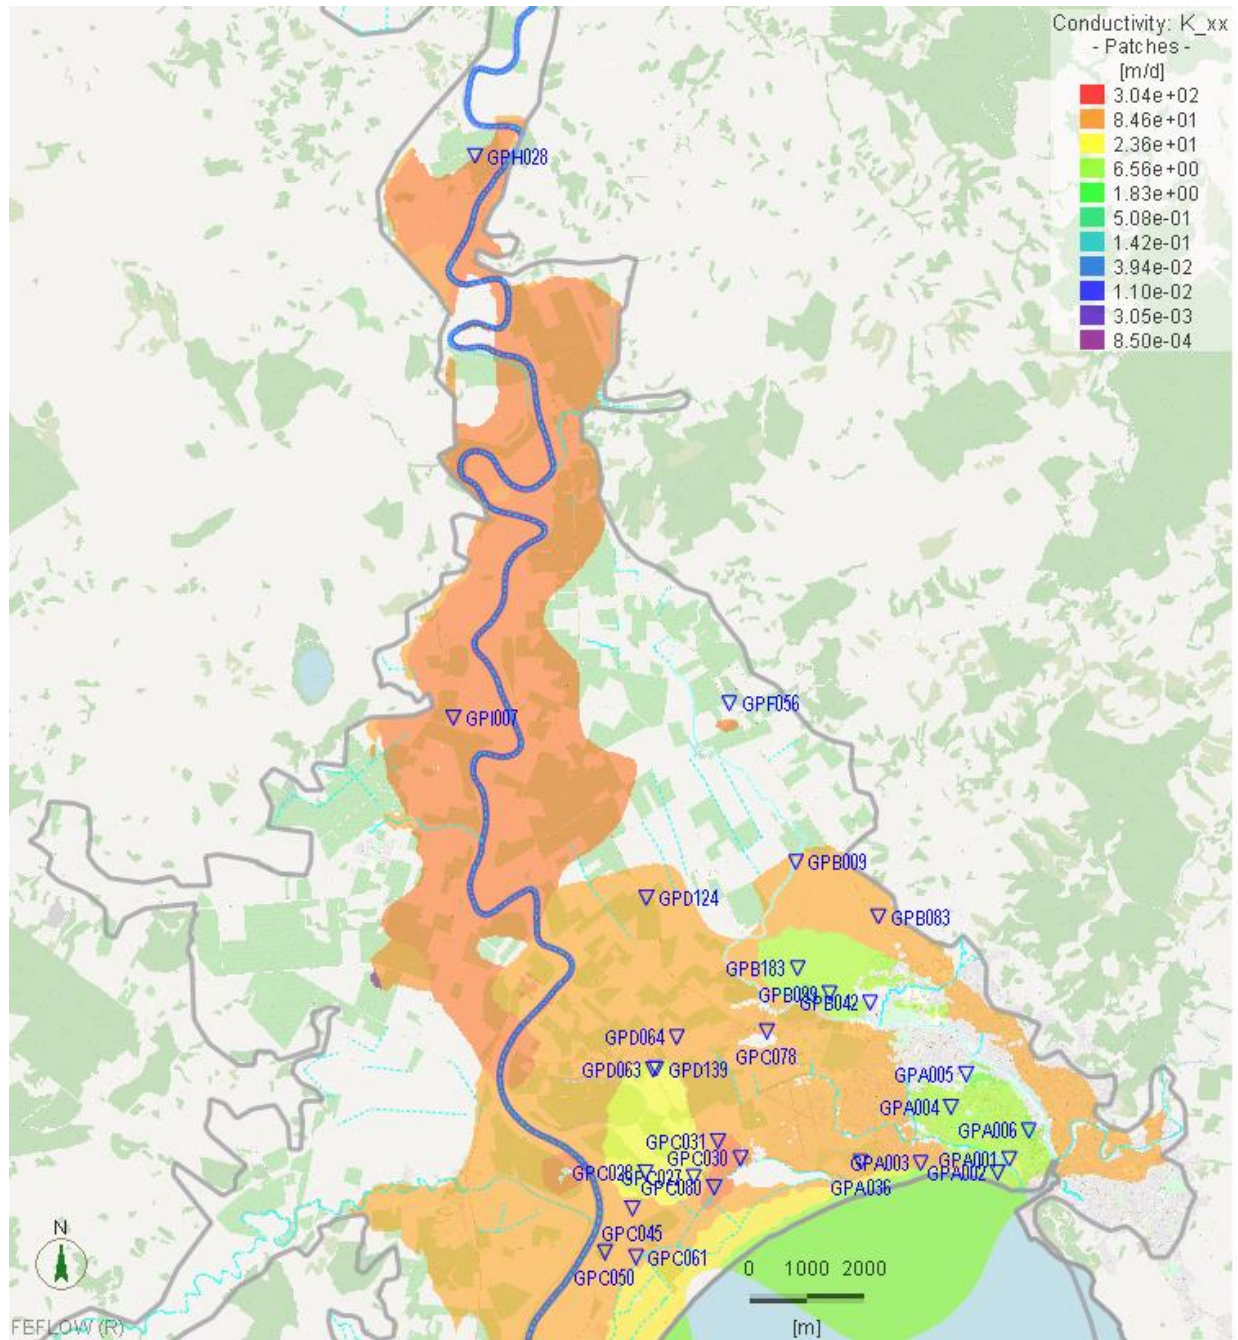 Conductivity: K_xx
- Patches -
[m/d]
3.04e+02
8.46e+01
2.36e+01
6.56e+00
1.83e+00
5.08e-01
1.42e-01
3.94e-02
1.10e-02
3.05e-03
8.50e-04
GPH028
GPI007
GPF056
GPB009
GPD124
GPB083
GPB183
GPB099
GPB042
GPD064
GPC078
GPD063
GPD139
GPA005
GPA004
GPA006
GPC031
GPC030
GPA003
GPA001
GPC028
GPC027
GPA002
GPC080
GPA036
GPC045
GPC061
GPC050
N
0 1000 2000
[m]
FEFLOW (R)